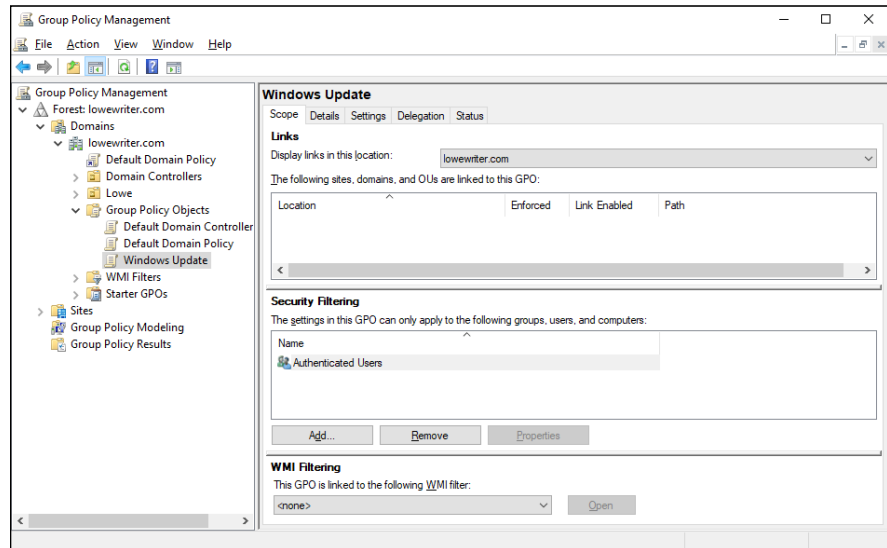 Group Policy Management
File Action View Window Help
Group Policy Management
Forest: lowewriter.com
Domains
lowewriter.com
Default Domain Policy
Domain Controllers
Lowe
Group Policy Objects
Default Domain Controller
Default Domain Policy
Windows Update
WMI Filters
Starter GPOs
Sites
Group Policy Modeling
Group Policy Results
Windows Update
Scope Details Settings Delegation Status
Links
Display links in this location: lowewriter.com
The following sites, domains, and OUs are linked to this GPO:
Location Enforced Link Enabled Path
Security Filtering
The settings in this GPO can only apply to the following groups, users, and computers:
Name
Authenticated Users
Add... Remove Properties
WMI Filtering
This GPO is linked to the following WMI filter:
<none> Open